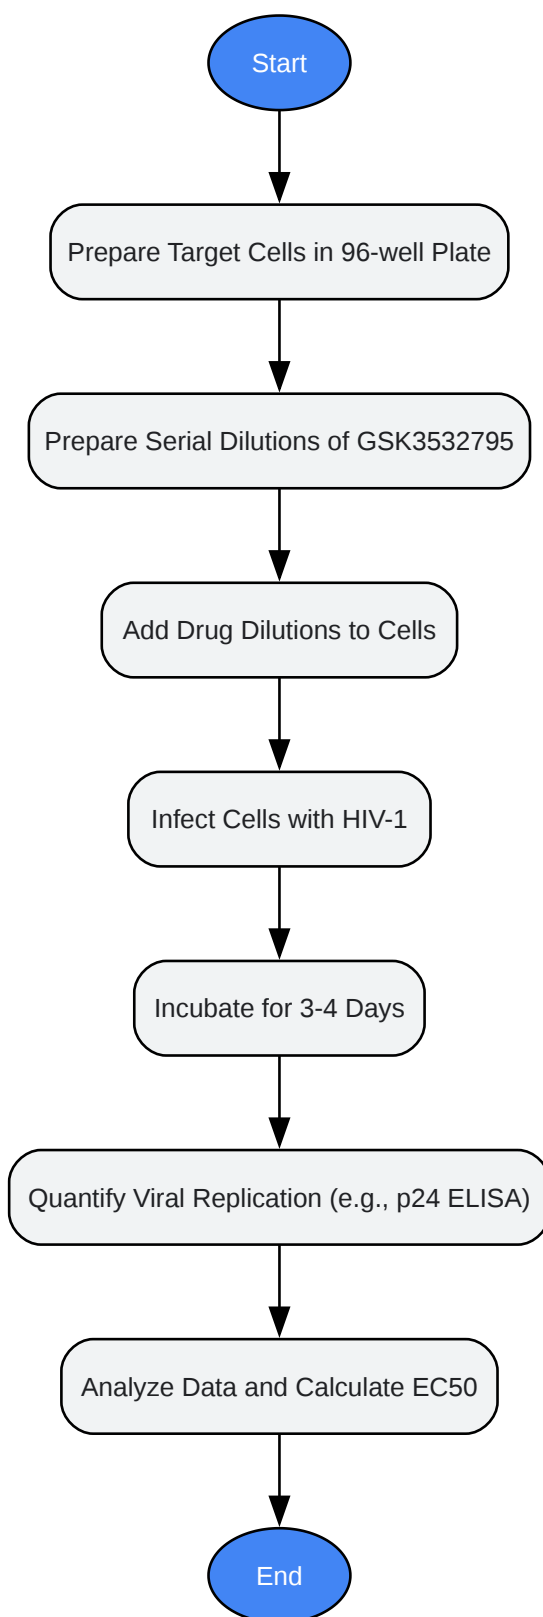 Start
Prepare Target Cells in 96-well Plate
Prepare Serial Dilutions of GSK3532795
Add Drug Dilutions to Cells
Infect Cells with HIV-1
Incubate for 3-4 Days
Quantify Viral Replication (e.g., p24 ELISA)
Analyze Data and Calculate EC50
End